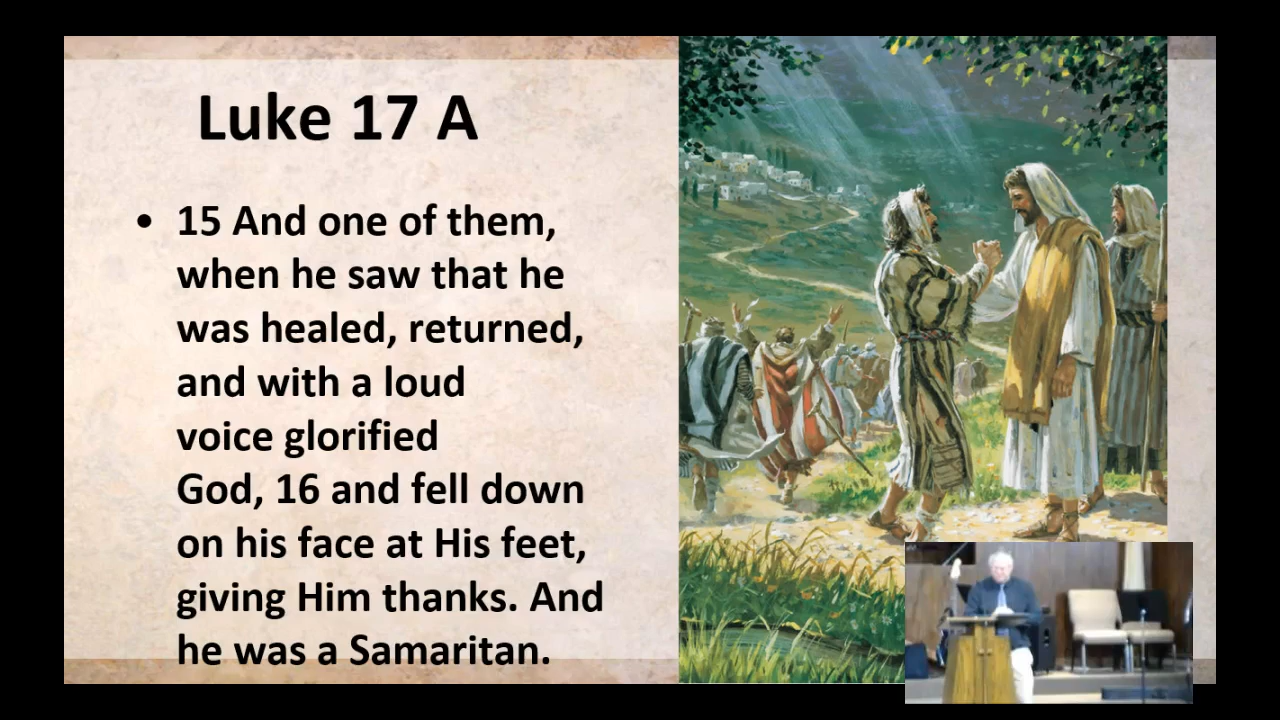 Luke 17 A
• 15 And one of them,
when he saw that he
was healed, returned,
and with a loud
voice glorified
God, 16 and fell down
on his face at His feet,
giving Him thanks. And
he was a Samaritan.